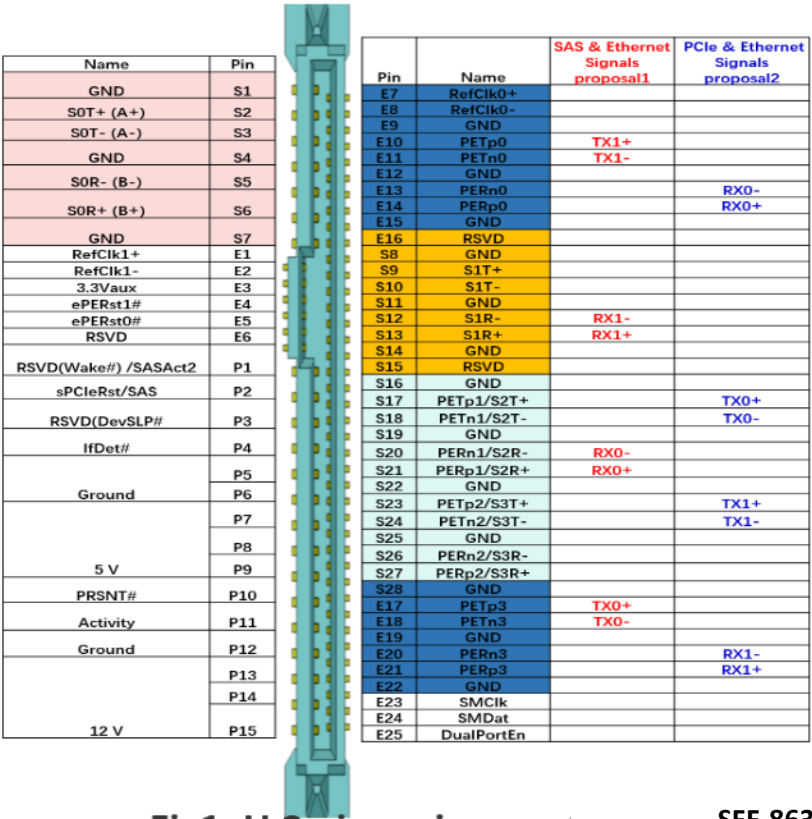 Name Pin
GND S1
S0T+ (A+) S2
S0T- (A-) S3
GND S4
S0R- (B-) S5
S0R+ (B+) S6
GND S7
RefClk1+ E1
RefClk1- E2
3.3Vaux E3
ePERst1# E4
ePERst0# E5
RSVD E6
RSVD(Wake#) /SASAct2 P1
sPCIeRst/SAS P2
RSVD(DevSLP# P3
IfDet# P4
P5
Ground P6
P7
P8
5 V P9
PRSNT# P10
Activity P11
Ground P12
P13
P14
12 V P15
SAS & Ethernet Signals proposal1
PCIe & Ethernet Signals proposal2
Pin Name
E7 RefClk0+
E8 RefClk0-
E9 GND
E10 PETp0 TX1+
E11 PETn0 TX1-
E12 GND
E13 PERn0 RX0-
E14 PERp0 RX0+
E15 GND
E16 RSVD
S8 GND
S9 S1T+
S10 S1T-
S11 GND
S12 S1R- RX1-
S13 S1R+ RX1+
S14 GND
S15 RSVD
S16 GND
S17 PETp1/S2T+ TX0+
S18 PETn1/S2T- TX0-
S19 GND
S20 PERn1/S2R- RX0-
S21 PERp1/S2R+ RX0+
S22 GND
S23 PETp2/S3T+ TX1+
S24 PETn2/S3T- TX1-
S25 GND
S26 PERn2/S3R-
S27 PERp2/S3R+
S28 GND
E17 PETp3 TX0+
E18 PETn3 TX0-
E19 GND
E20 PERn3 RX1-
E21 PERp3 RX1+
E22 GND
E23 SMClk
E24 SMDat
E25 DualPortEn